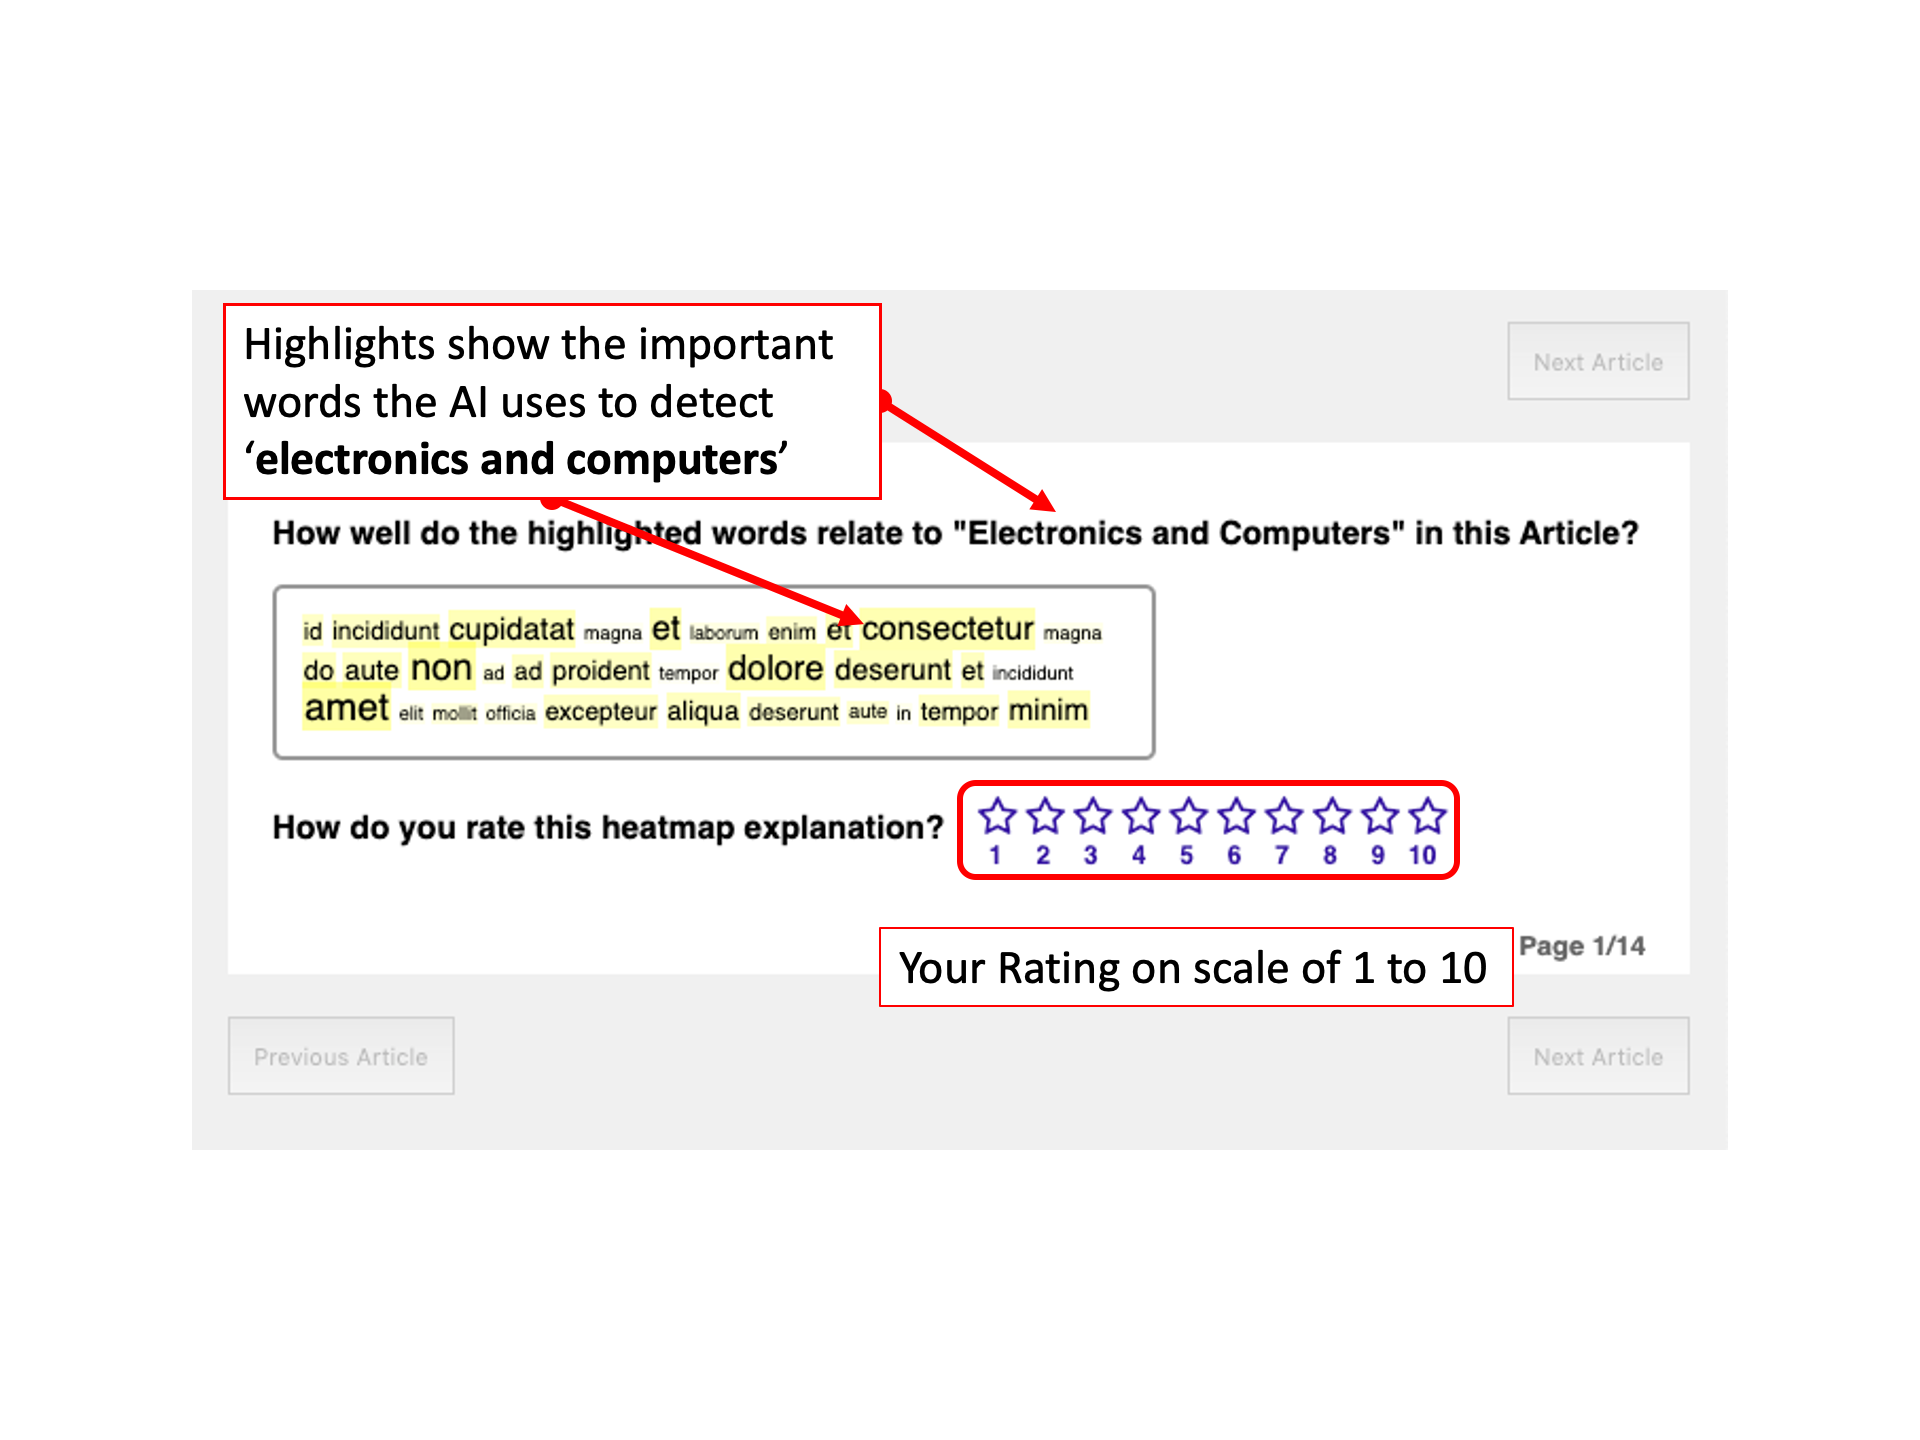 Highlights show the important
words the AI uses to detect
‘electronics and computers’
Next Article
How well do the highlighted words relate to "Electronics and Computers" in this Article?
id incididunt cupidatat magna et laborum enim et consectetur magna
do aute non ad ad proident tempor dolore deserunt et incididunt
amet elit mollit officia excepteur aliqua deserunt aute in tempor minim
How do you rate this heatmap explanation?
1 2 3 4 5 6 7 8 9 10
Your Rating on scale of 1 to 10
Page 1/14
Previous Article
Next Article